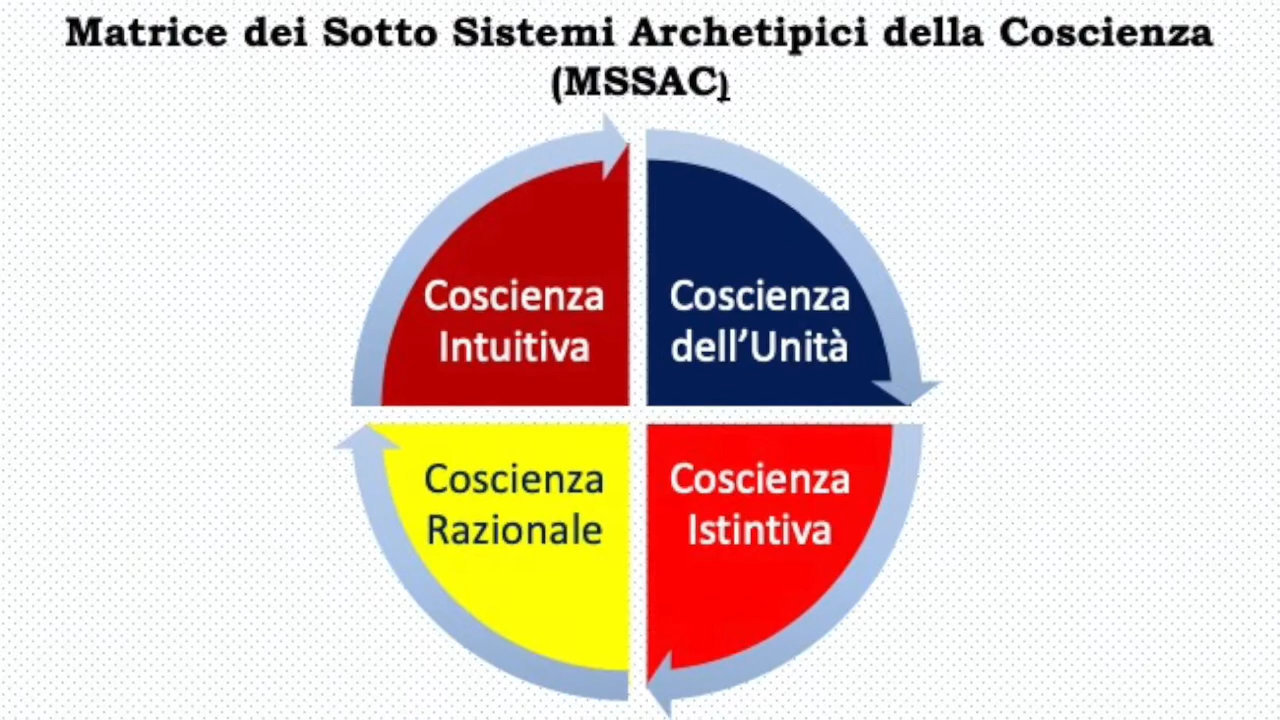 Matrice dei Sotto Sistemi Archetipici della Coscienza
(MSSAC)
Coscienza
Intuitiva
Coscienza
dell’Unità
Coscienza
Razionale
Coscienza
Istintiva